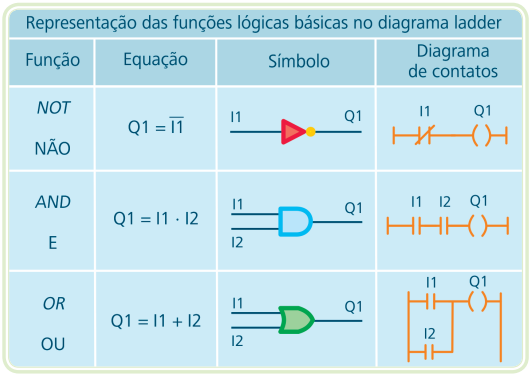 Representação das funções lógicas básicas no diagrama ladder
Função
Equação
Símbolo
Diagrama
de contatos
NOT
NÃO
Q1 = I̅1̅
I1
Q1
I1
Q1
AND
E
Q1 = I1 · I2
I1
I2
Q1
I1
I2
Q1
OR
OU
Q1 = I1 + I2
I1
I2
Q1
I1
Q1
I2